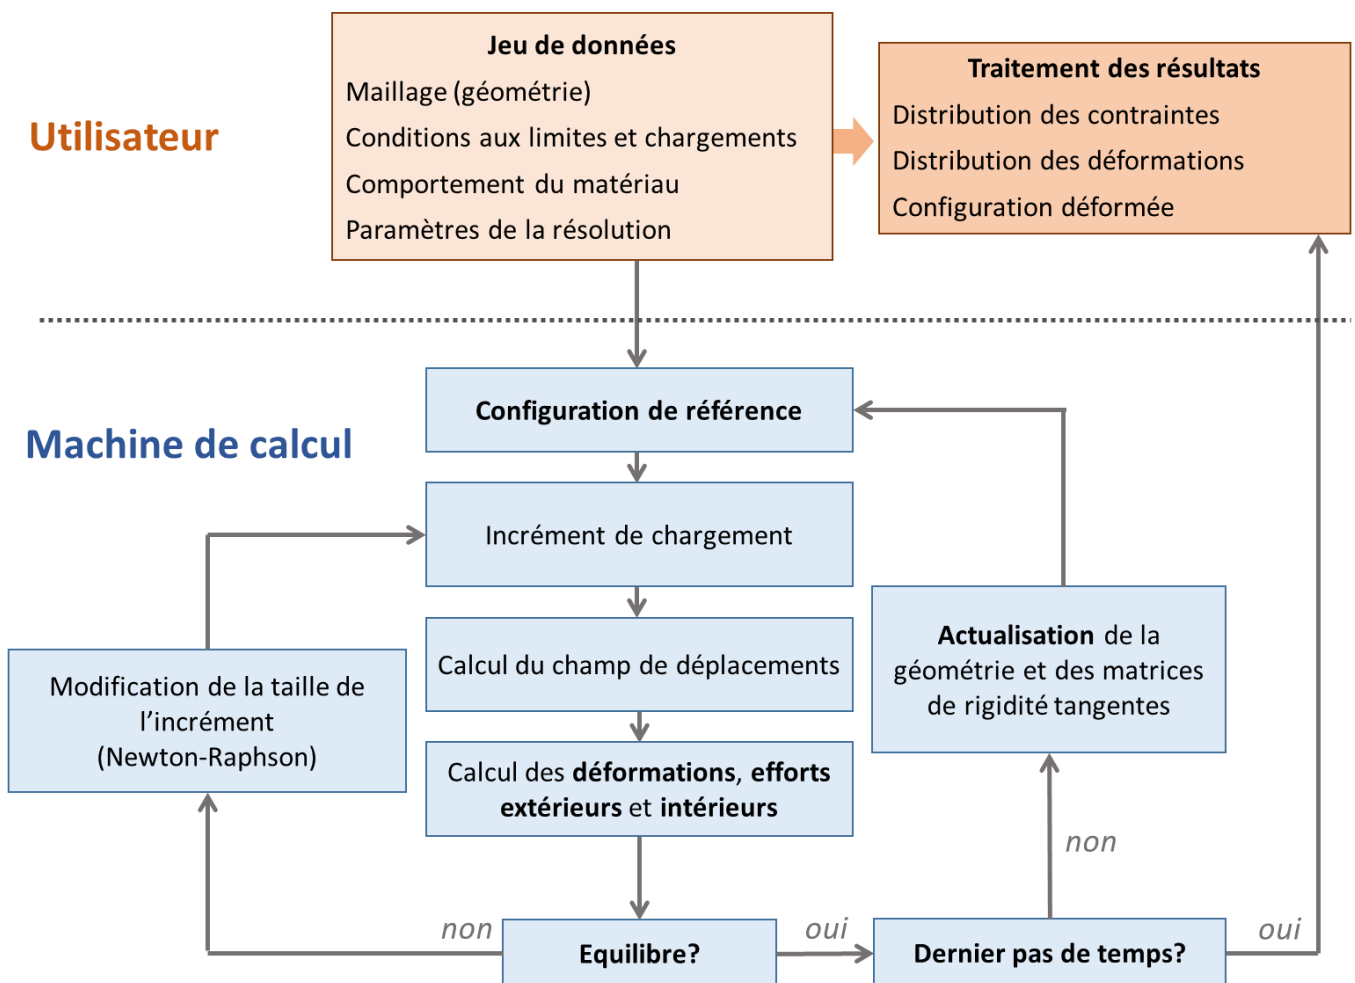 Utilisateur
Jeu de données
Maillage (géométrie)
Conditions aux limites et chargements
Comportement du matériau
Paramètres de la résolution
Traitement des résultats
Distribution des contraintes
Distribution des déformations
Configuration déformée
Machine de calcul
Configuration de référence
Incrément de chargement
Calcul du champ de déplacements
Calcul des déformations, efforts
extérieurs et intérieurs
Modification de la taille de
l’incrément
(Newton-Raphson)
Actualisation de la
géométrie et des matrices
de rigidité tangentes
non
non
Equilibre?
oui
Dernier pas de temps?
oui